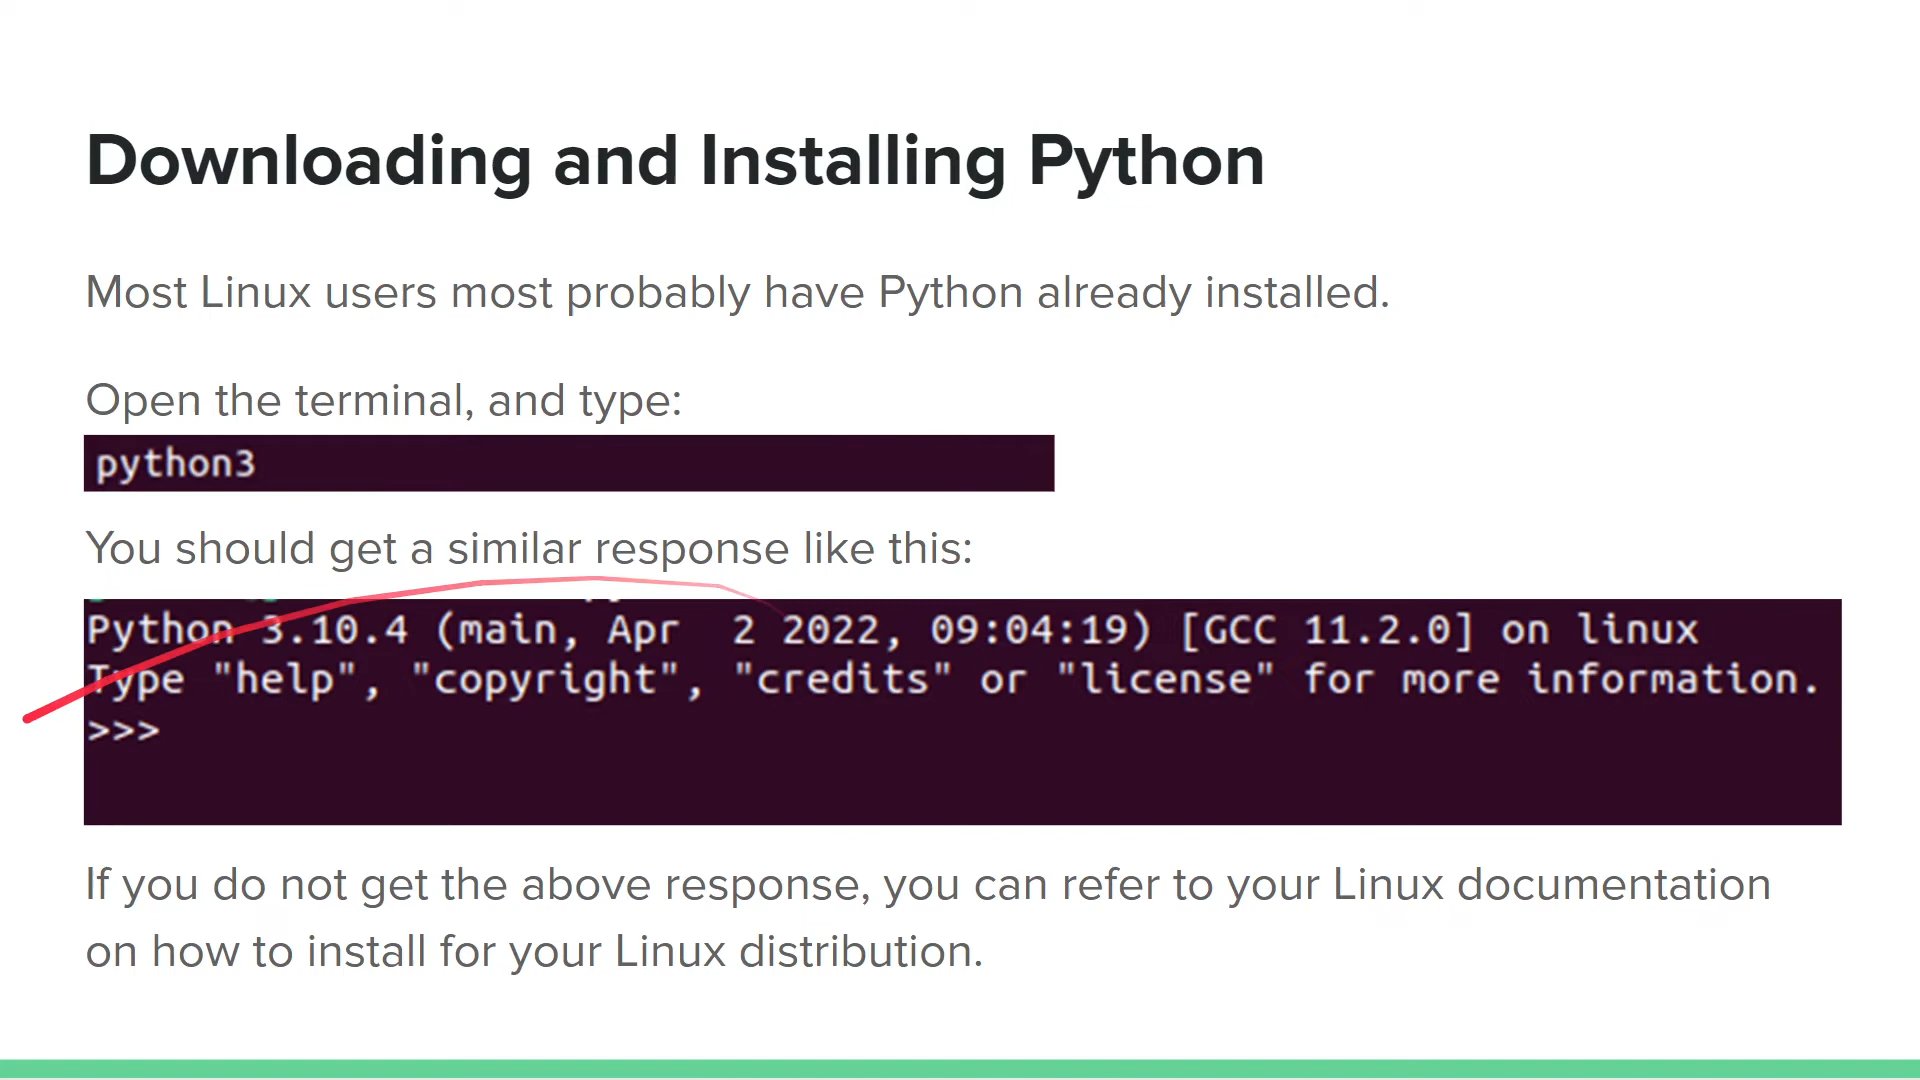 Downloading and Installing Python
Most Linux users most probably have Python already installed.
Open the terminal, and type:
python3
You should get a similar response like this:
Python 3.10.4 (main, Apr  2 2022, 09:04:19) [GCC 11.2.0] on linux
Type "help", "copyright", "credits" or "license" for more information.
>>>
If you do not get the above response, you can refer to your Linux documentation
on how to install for your Linux distribution.